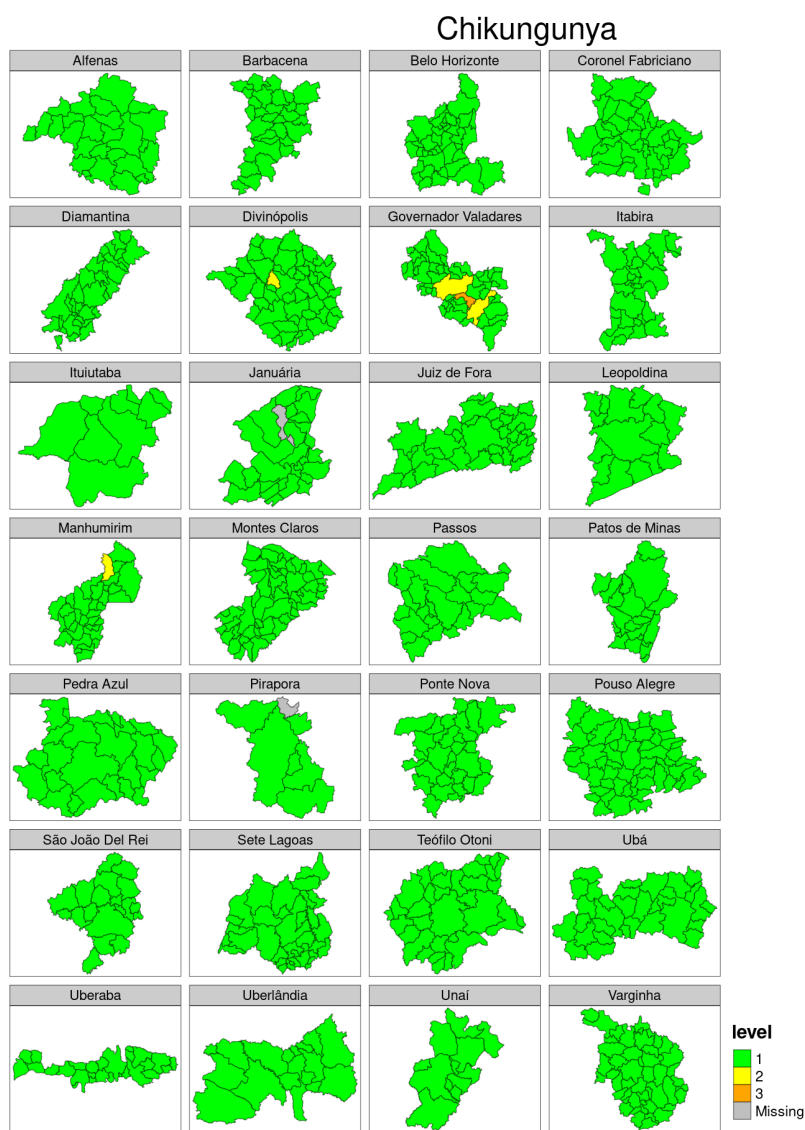 Chikungunya
Alfenas
Barbacena
Belo Horizonte
Coronel Fabriciano
Diamantina
Divinópolis
Governador Valadares
Itabira
Ituiutaba
Januária
Juiz de Fora
Leopoldina
Manhumirim
Montes Claros
Passos
Patos de Minas
Pedra Azul
Pirapora
Ponte Nova
Pouso Alegre
São João Del Rei
Sete Lagoas
Teófilo Otoni
Ubá
Uberaba
Uberlândia
Unaí
Varginha
level
1
2
3
Missing